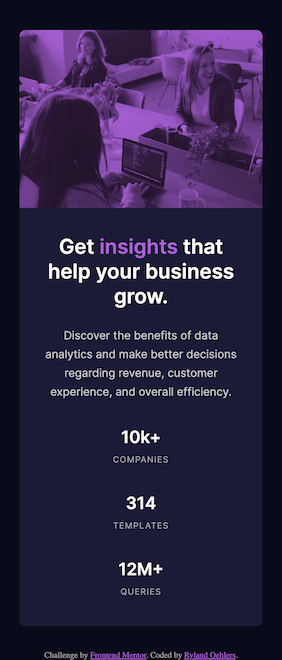 Get insights that
help your business
grow.
Discover the benefits of data
analytics and make better decisions
regarding revenue, customer
experience, and overall efficiency.
10k+
COMPANIES
314
TEMPLATES
12M+
QUERIES
Challenge by Frontend Mentor. Coded by Ryland Oehlers.